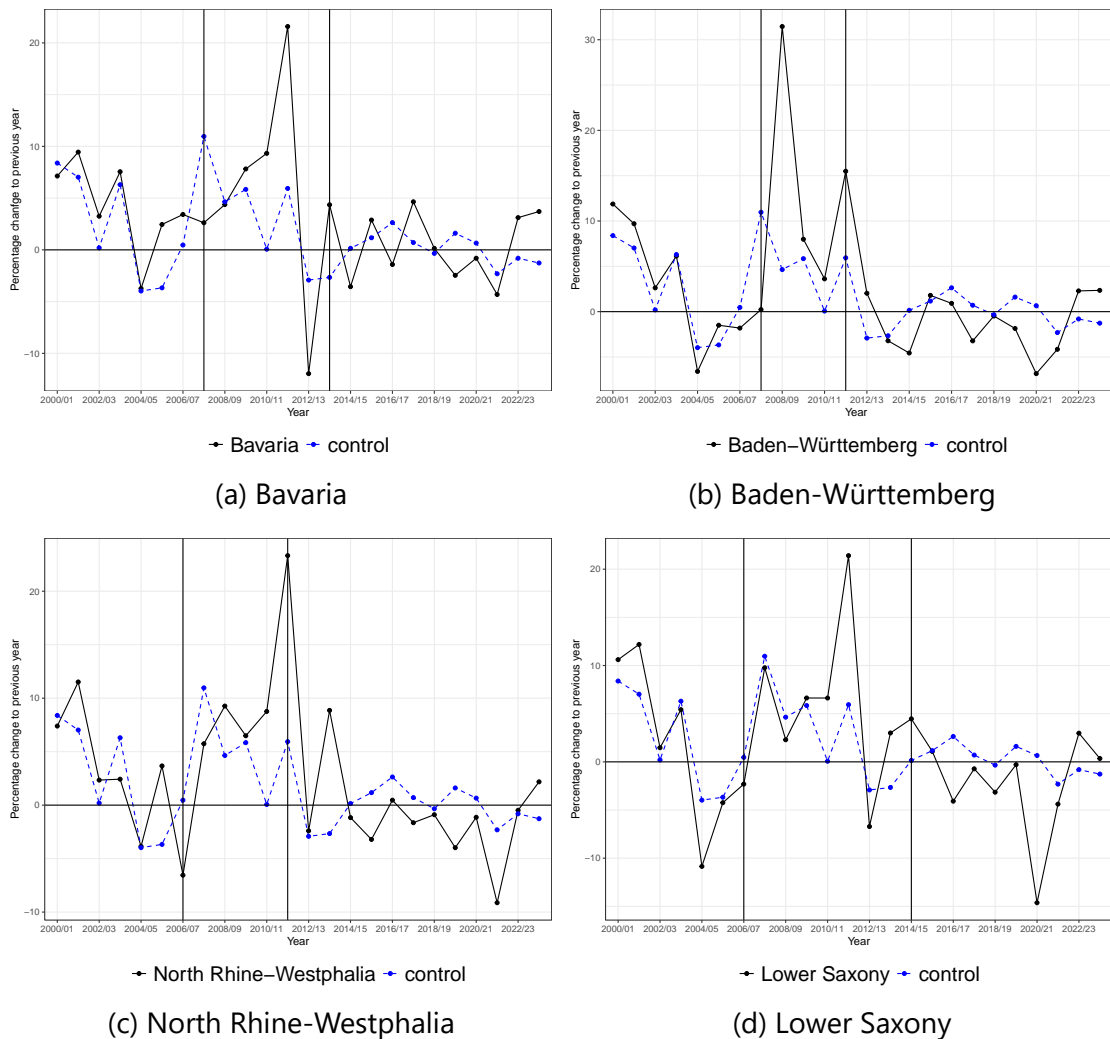 Percentage chanfge to previous year
20
10
0
−10
2000/01 2002/03 2004/05 2006/07 2008/09 2010/11 2012/13 2014/15 2016/17 2018/19 2020/21 2022/23
Year
Bavaria control
(a) Bavaria
Percentage change to previous year
30
20
10
0
2000/01 2002/03 2004/05 2006/07 2008/09 2010/11 2012/13 2014/15 2016/17 2018/19 2020/21 2022/23
Year
Baden−Württemberg control
(b) Baden-Württemberg
Percentage change to previous year
20
10
0
−10
2000/01 2002/03 2004/05 2006/07 2008/09 2010/11 2012/13 2014/15 2016/17 2018/19 2020/21 2022/23
Year
North Rhine−Westphalia control
(c) North Rhine-Westphalia
Percentage change to previous year
20
10
0
−10
2000/01 2002/03 2004/05 2006/07 2008/09 2010/11 2012/13 2014/15 2016/17 2018/19 2020/21 2022/23
Year
Lower Saxony control
(d) Lower Saxony